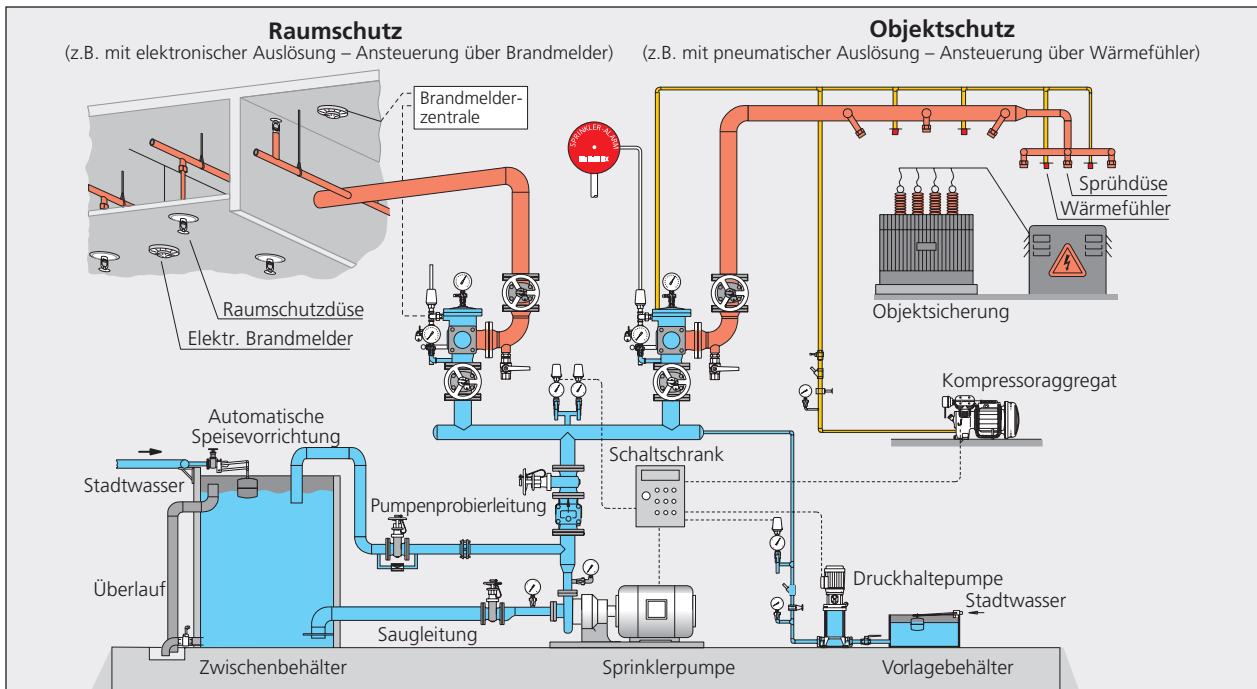 Raumschutz
(z.B. mit elektronischer Auslösung – Ansteuerung über Brandmelder)
Objektschutz
(z.B. mit pneumatischer Auslösung – Ansteuerung über Wärmefühler)
Brandmelder-
zentrale
SPRINKLER-ALARM
Sprühdüse
Wärmefühler
Raumschutzdüse
Elektr. Brandmelder
Objektsicherung
Kompressoraggregat
Automatische
Speisevorrichtung
Stadtwasser
Schaltschrank
Pumpenprobierleitung
Überlauf
Druckhaltepumpe
Stadtwasser
Saugleitung
Zwischenbehälter
Sprinklerpumpe
Vorlagebehälter